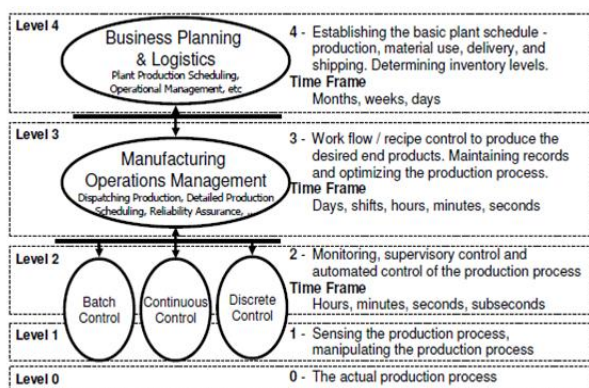 Level 4
Business Planning
& Logistics
Plant Production Scheduling,
Operational Management, etc
4 - Establishing the basic plant schedule -
production, material use, delivery, and
shipping. Determining inventory levels.
Time Frame
Months, weeks, days
Level 3
Manufacturing
Operations Management
Dispatching Production, Detailed Production
Scheduling, Reliability Assurance, ...
3 - Work flow / recipe control to produce the
desired end products. Maintaining records
and optimizing the production process.
Time Frame
Days, shifts, hours, minutes, seconds
Level 2
Batch
Control
Continuous
Control
Discrete
Control
2 - Monitoring, supervisory control and
automated control of the production process
Time Frame
Hours, minutes, seconds, subseconds
Level 1
1 - Sensing the production process,
manipulating the production process
Level 0
0 - The actual production process